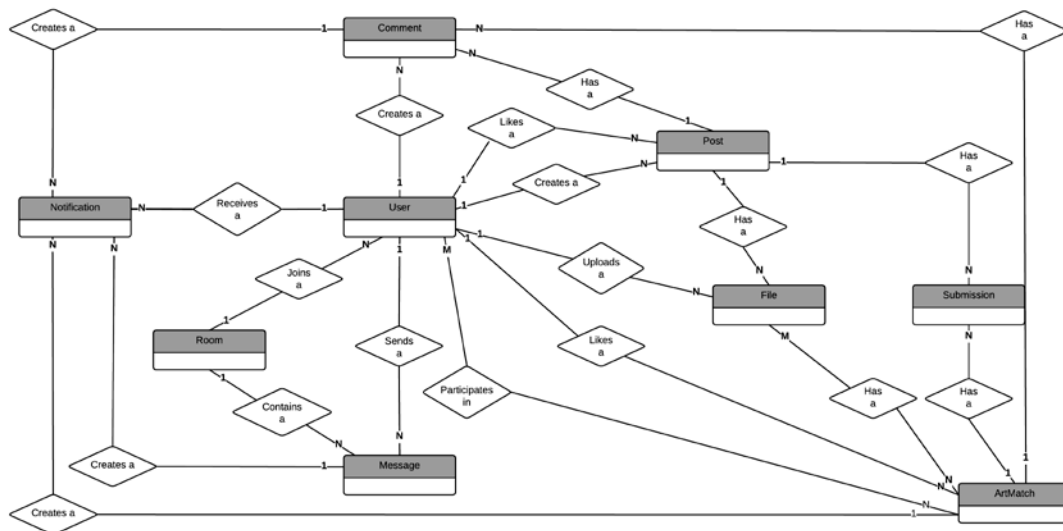 Creates a
1
Comment
N
Has
a
N
N
Has
a
Creates a
Likes
a
N
1
Post
1
Has
a
N
Creates a
1
1
N
Notification
N
Receives
a
1
User
1
N
N
N
M
1
1
1
Has
a
Joins
a
Uploads
a
N
N
N
File
Submission
1
Room
Sends
a
Likes
a
M
N
1
Participates
in
Contains
a
Has
a
Has
a
N
N
Creates a
1
Message
N
N
1
1
ArtMatch
Creates a
1
N